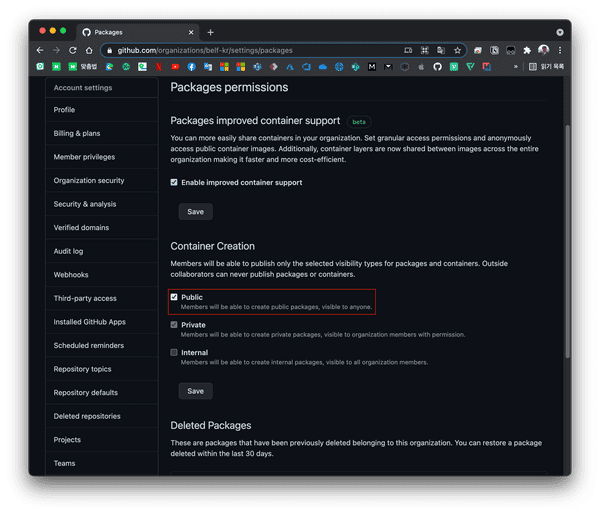 Packages
github.com/organizations/belf-kr/settings/packages
맞춤법
»
읽기 목록
Account settings
Profile
Billing & plans
Member privileges
Organization security
Security & analysis
Verified domains
Audit log
Webhooks
Third-party access
Installed GitHub Apps
Scheduled reminders
Repository topics
Repository defaults
Deleted repositories
Projects
Teams
Packages permissions
Packages improved container support beta
You can more easily share containers in your organization. Set granular access permissions and anonymously
access public container images. Additionally, container layers are now shared between images across the entire
organization making it faster and more cost-efficient.
Enable improved container support
Save
Container Creation
Members will be able to publish only the selected visibility types for packages and containers. Outside
collaborators can never publish packages or containers.
Public
Members will be able to create public packages, visible to anyone.
Private
Members will be able to create private packages, visible to organization members with permission.
Internal
Members will be able to create internal packages, visible to all organization members.
Save
Deleted Packages
These are packages that have been previously deleted belonging to this organization. You can restore a package
deleted within the last 30 days.